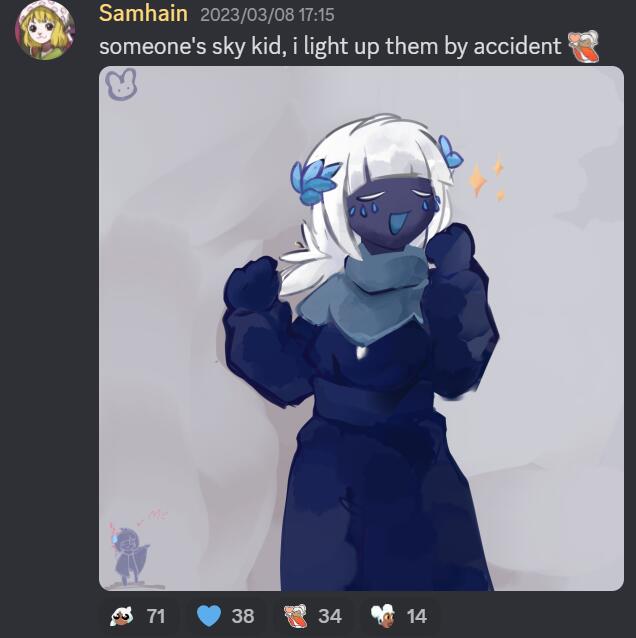 Samhain 2023/03/08 17:15
someone's sky kid, i light up them by accident
Me
71 38 34 14